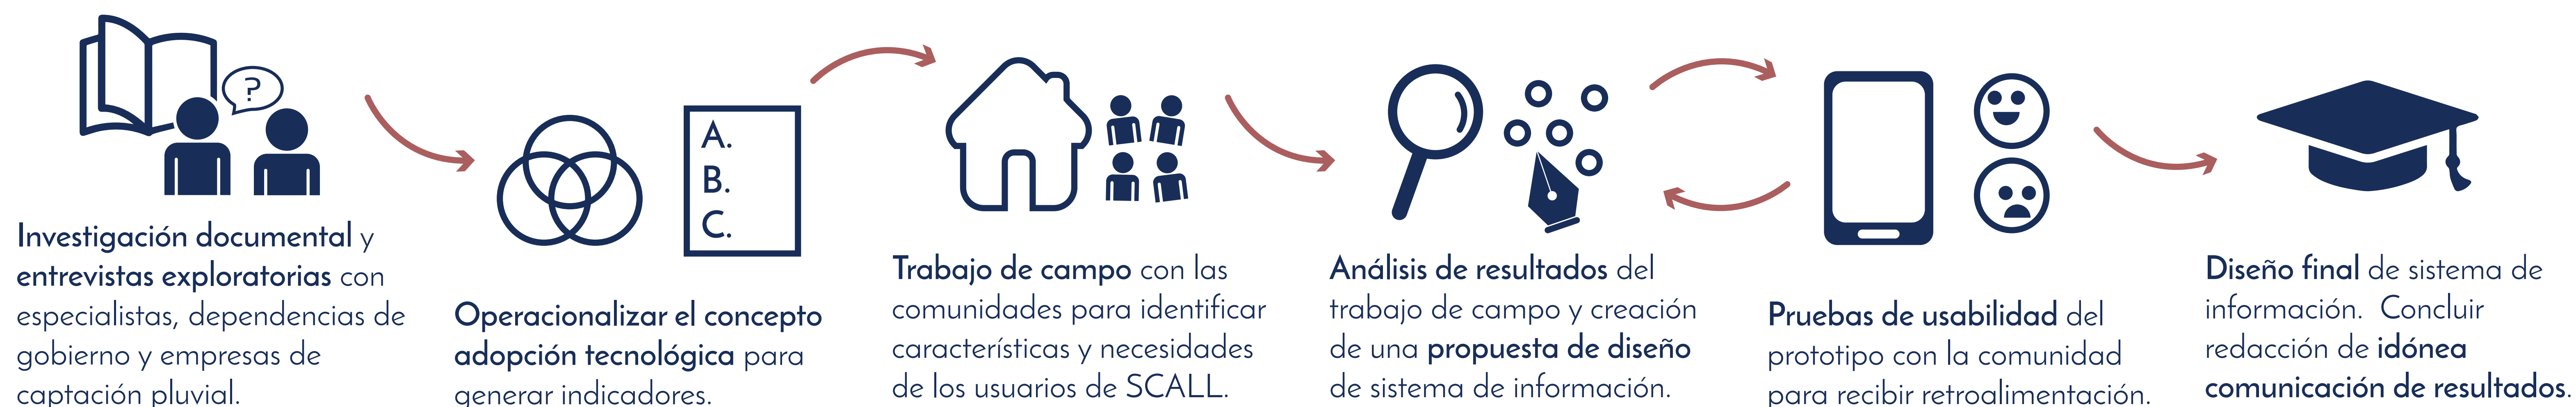 ?
Investigación documental y
entrevistas exploratorias con
especialistas, dependencias de
gobierno y empresas de
captación pluvial.
A.
B.
C.
Operacionalizar el concepto
adopción tecnológica para
generar indicadores.
Trabajo de campo con las
comunidades para identificar
características y necesidades
de los usuarios de SCALL.
Análisis de resultados del
trabajo de campo y creación
de una propuesta de diseño
de sistema de información.
Pruebas de usabilidad del
prototipo con la comunidad
para recibir retroalimentación.
Diseño final de sistema de
información. Concluir
redacción de idónea
comunicación de resultados.